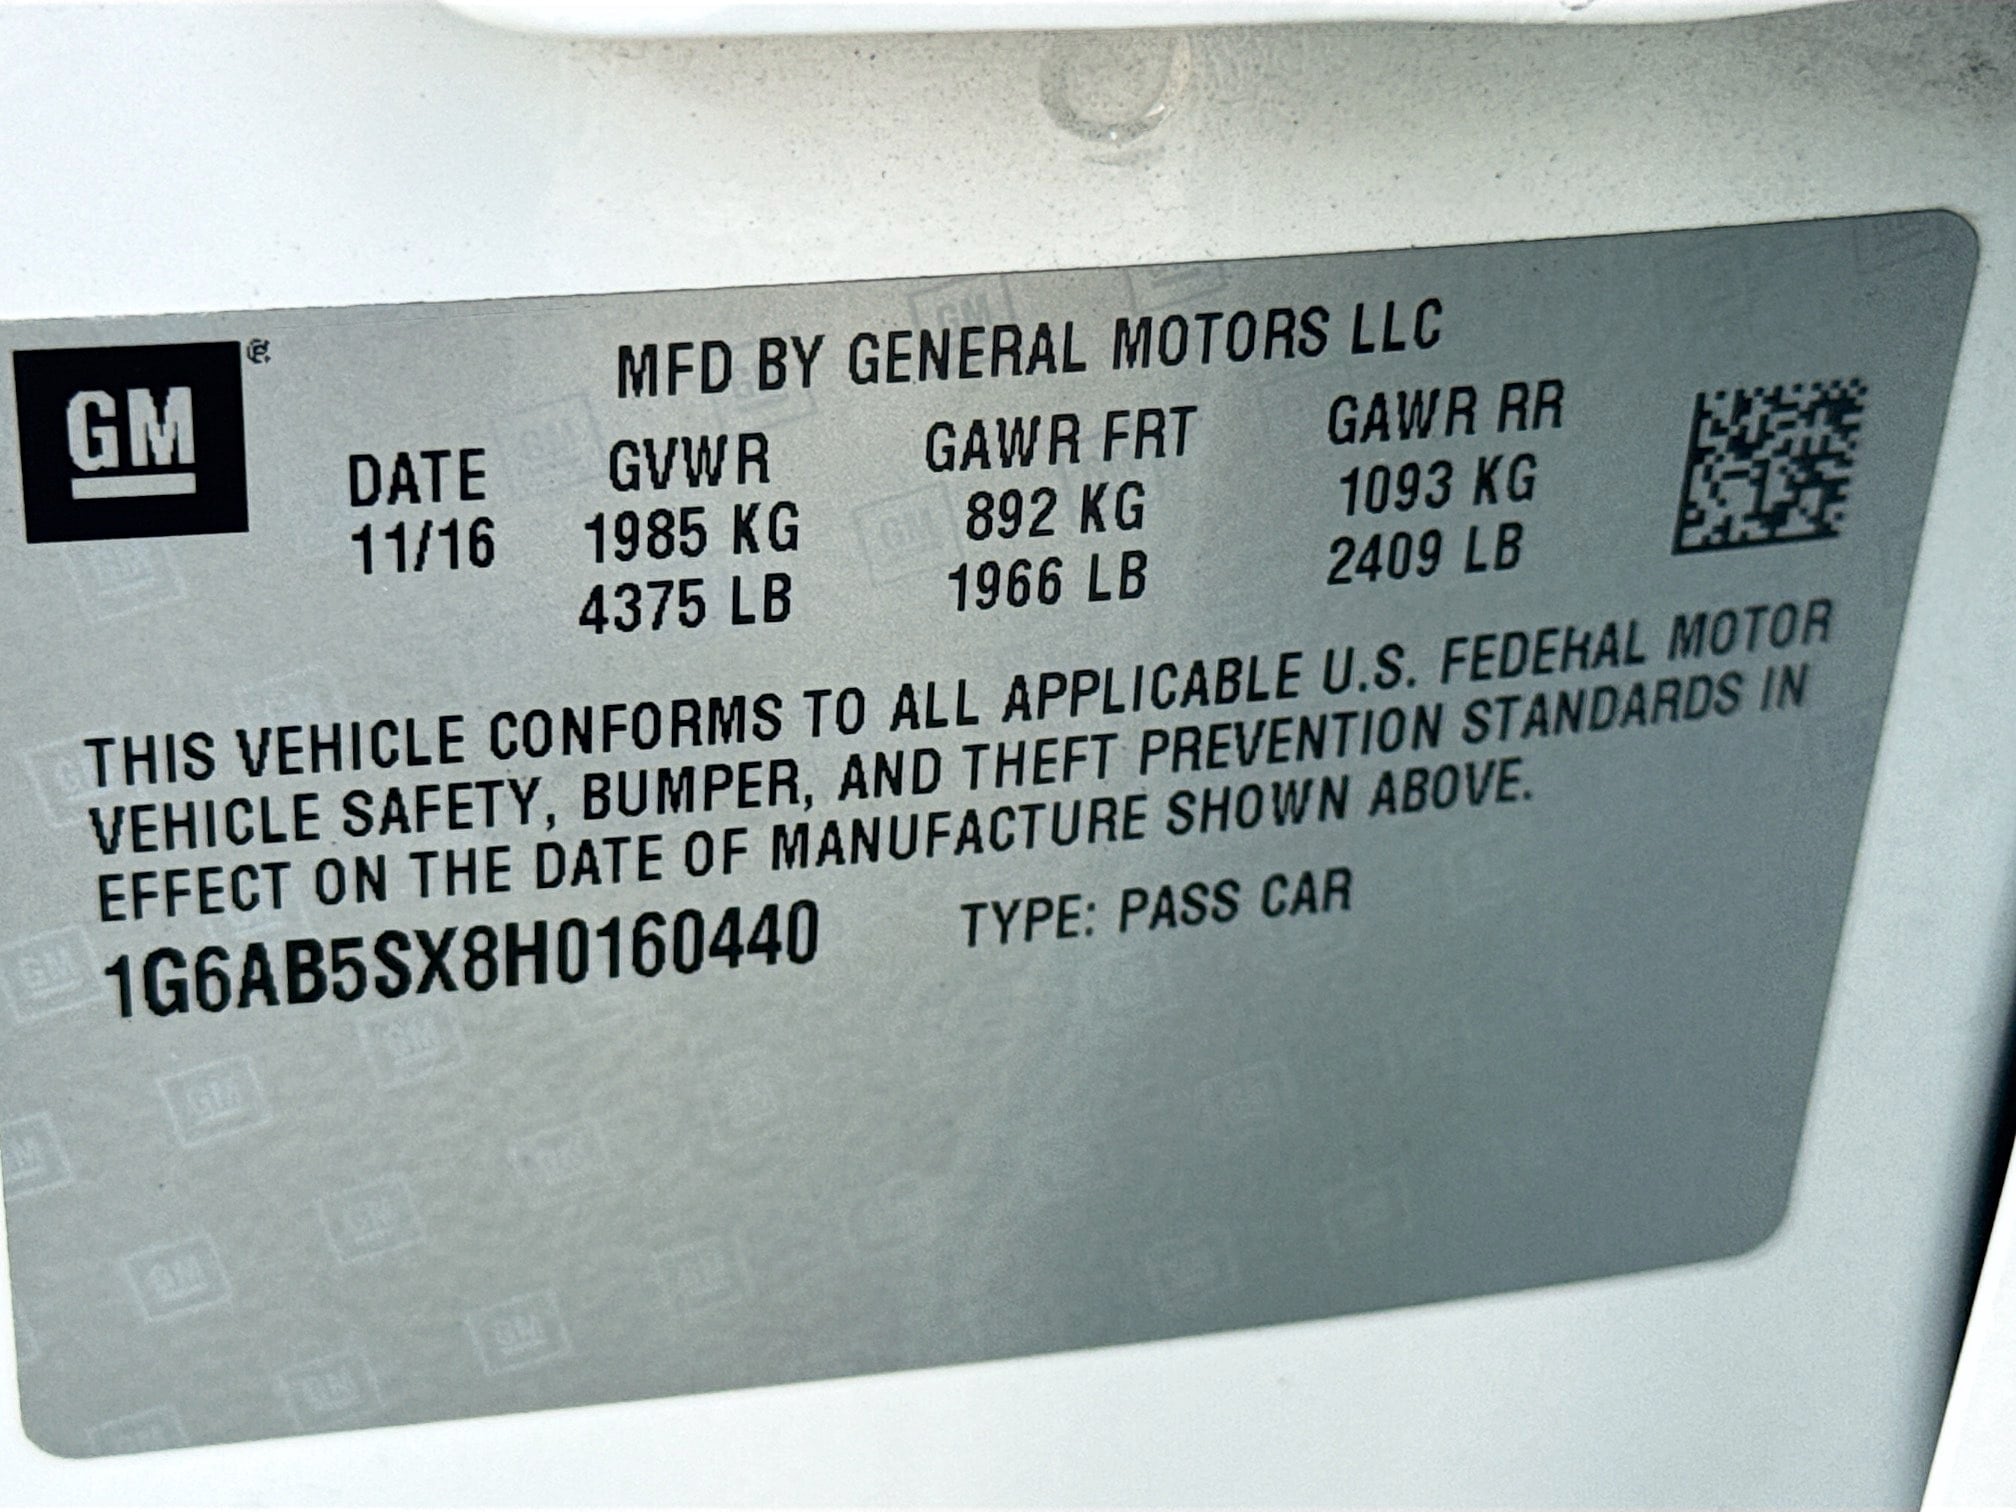 GM
MFD BY GENERAL MOTORS LLC
DATE GVWR GAWR FRT GAWR RR
11/16 1985 KG 892 KG 1093 KG
4375 LB 1966 LB 2409 LB
THIS VEHICLE CONFORMS TO ALL APPLICABLE U.S. FEDERAL MOTOR
VEHICLE SAFETY, BUMPER, AND THEFT PREVENTION STANDARDS IN
EFFECT ON THE DATE OF MANUFACTURE SHOWN ABOVE.
1G6AB5SX8H0160440 TYPE: PASS CAR